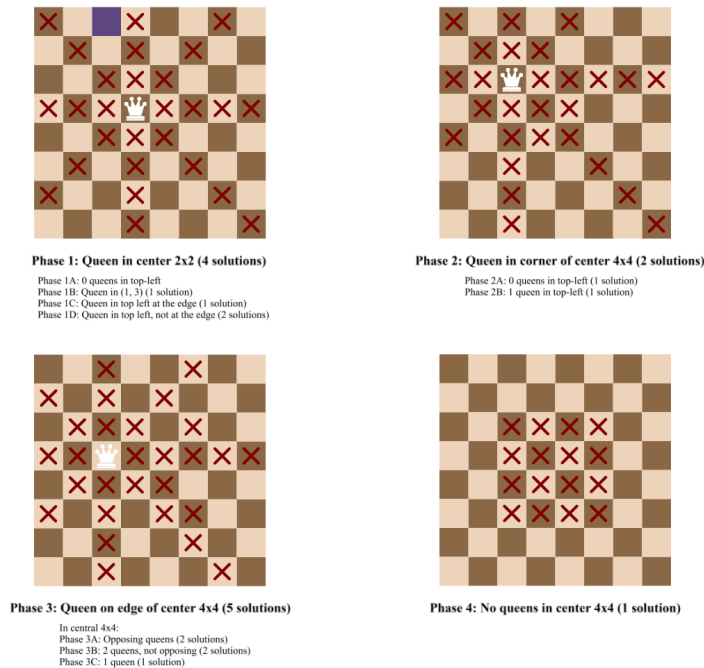 Phase 1: Queen in center 2x2 (4 solutions)
Phase 1A: 0 queens in top-left
Phase 1B: Queen in (1, 3) (1 solution)
Phase 1C: Queen in top left at the edge (1 solution)
Phase 1D: Queen in top left, not at the edge (2 solutions)
Phase 2: Queen in corner of center 4x4 (2 solutions)
Phase 2A: 0 queens in top-left (1 solution)
Phase 2B: 1 queen in top-left (1 solution)
Phase 3: Queen on edge of center 4x4 (5 solutions)
In central 4x4:
Phase 3A: Opposing queens (2 solutions)
Phase 3B: 2 queens, not opposing (2 solutions)
Phase 3C: 1 queen (1 solution)
Phase 4: No queens in center 4x4 (1 solution)